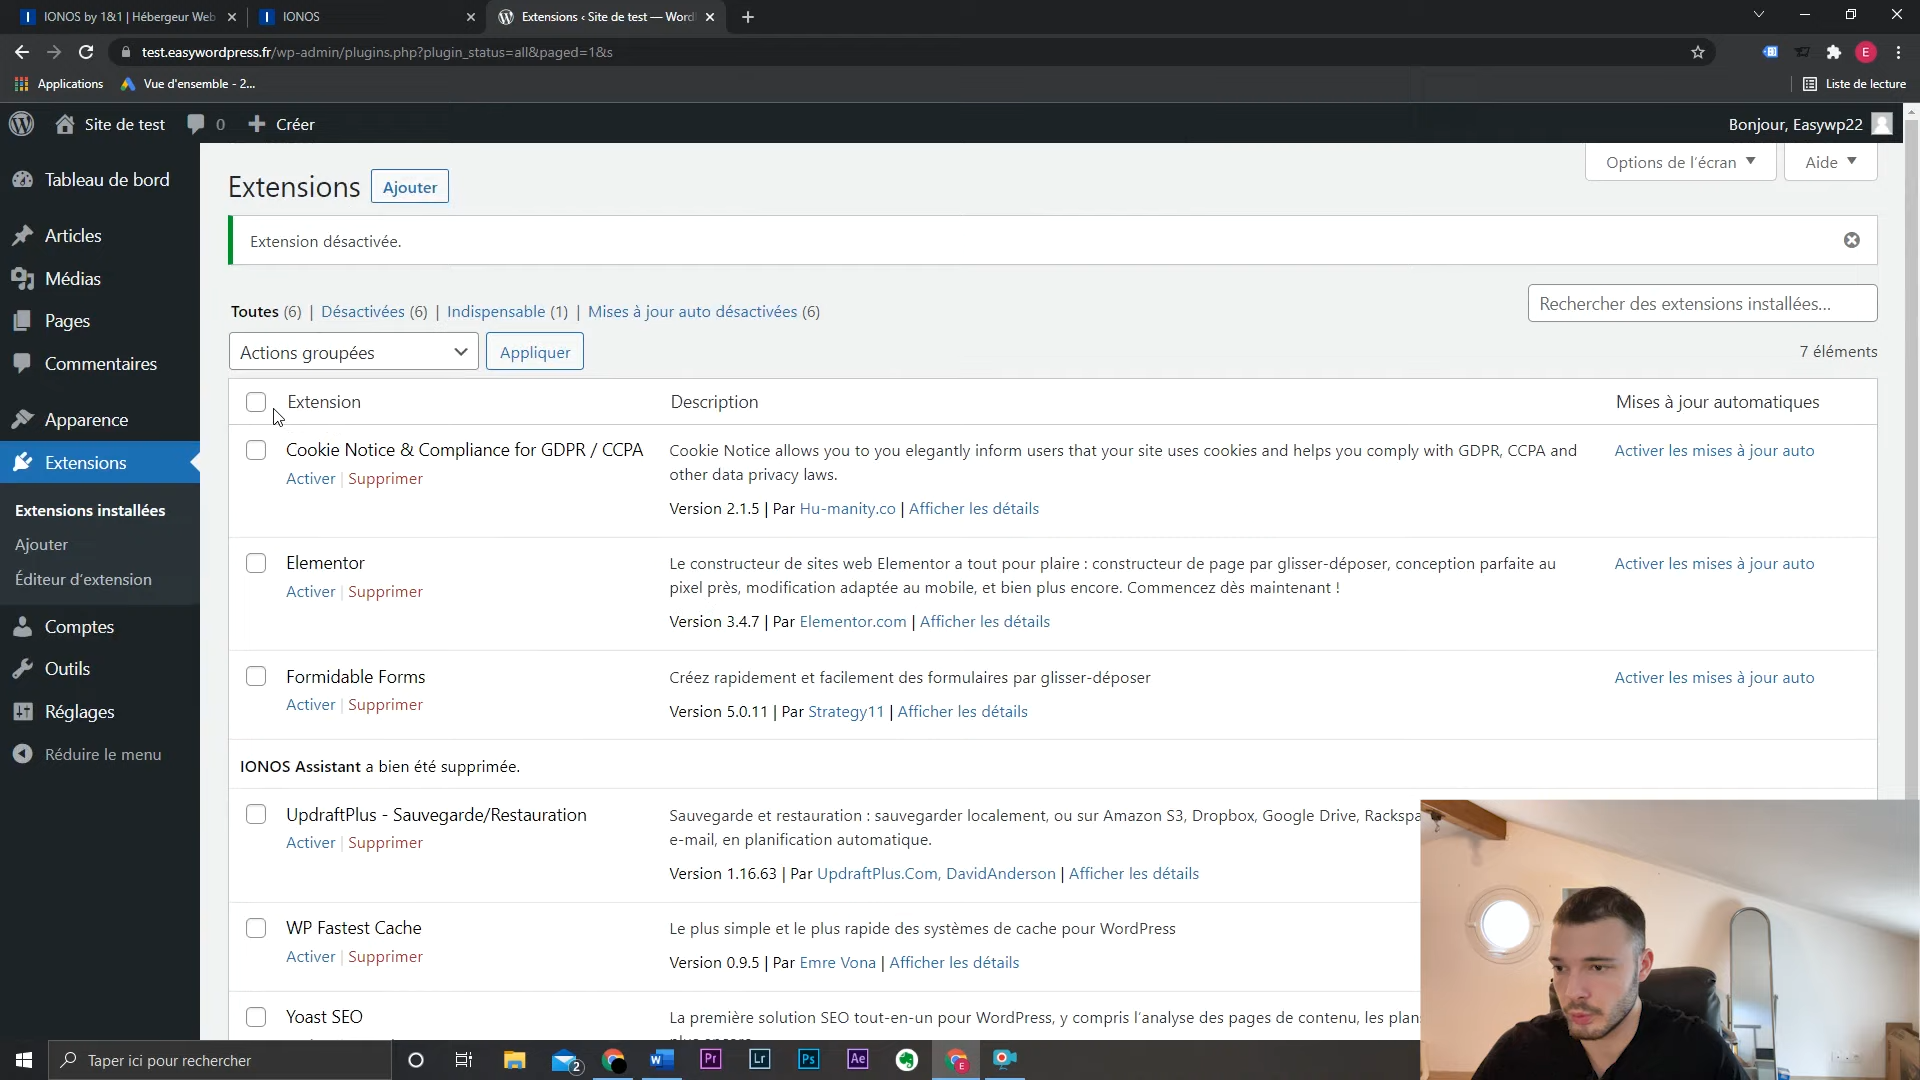 IONOS by 1&1 | Hébergeur Web
IONOS
Extensions ‹ Site de test — Word
test.easywordpress.fr/wp-admin/plugins.php?plugin_status=all&paged=1&s
E
Applications
Vue d'ensemble - 2...
Liste de lecture
Site de test
0
Créer
Bonjour, Easywp22
Tableau de bord
Articles
Médias
Pages
Commentaires
Apparence
Extensions
Extensions installées
Ajouter
Éditeur d'extension
Comptes
Outils
Réglages
Réduire le menu
Options de l'écran
Aide
Extensions Ajouter
Extension désactivée.
Toutes (6) | Désactivées (6) | Indispensable (1) | Mises à jour auto désactivées (6)
Rechercher des extensions installées...
Actions groupées
Appliquer
7 éléments
Extension Description Mises à jour automatiques
Cookie Notice & Compliance for GDPR / CCPA
Activer | Supprimer
Cookie Notice allows you to you elegantly inform users that your site uses cookies and helps you comply with GDPR, CCPA and
other data privacy laws.
Version 2.1.5 | Par Hu-manity.co | Afficher les détails
Activer les mises à jour auto
Elementor
Activer | Supprimer
Le constructeur de sites web Elementor a tout pour plaire : constructeur de page par glisser-déposer, conception parfaite au
pixel près, modification adaptée au mobile, et bien plus encore. Commencez dès maintenant !
Version 3.4.7 | Par Elementor.com | Afficher les détails
Activer les mises à jour auto
Formidable Forms
Activer | Supprimer
Créez rapidement et facilement des formulaires par glisser-déposer
Version 5.0.11 | Par Strategy11 | Afficher les détails
Activer les mises à jour auto
IONOS Assistant a bien été supprimée.
UpdraftPlus - Sauvegarde/Restauration
Activer | Supprimer
Sauvegarde et restauration : sauvegarder localement, ou sur Amazon S3, Dropbox, Google Drive, Rackspa
e-mail, en planification automatique.
Version 1.16.63 | Par UpdraftPlus.Com, DavidAnderson | Afficher les détails
WP Fastest Cache
Activer | Supprimer
Le plus simple et le plus rapide des systèmes de cache pour WordPress
Version 0.9.5 | Par Emre Vona | Afficher les détails
Yoast SEO
La première solution SEO tout-en-un pour WordPress, y compris l'analyse des pages de contenu, les plan
Taper ici pour rechercher
2
W
Pr
Lr
Ps
Ae
E